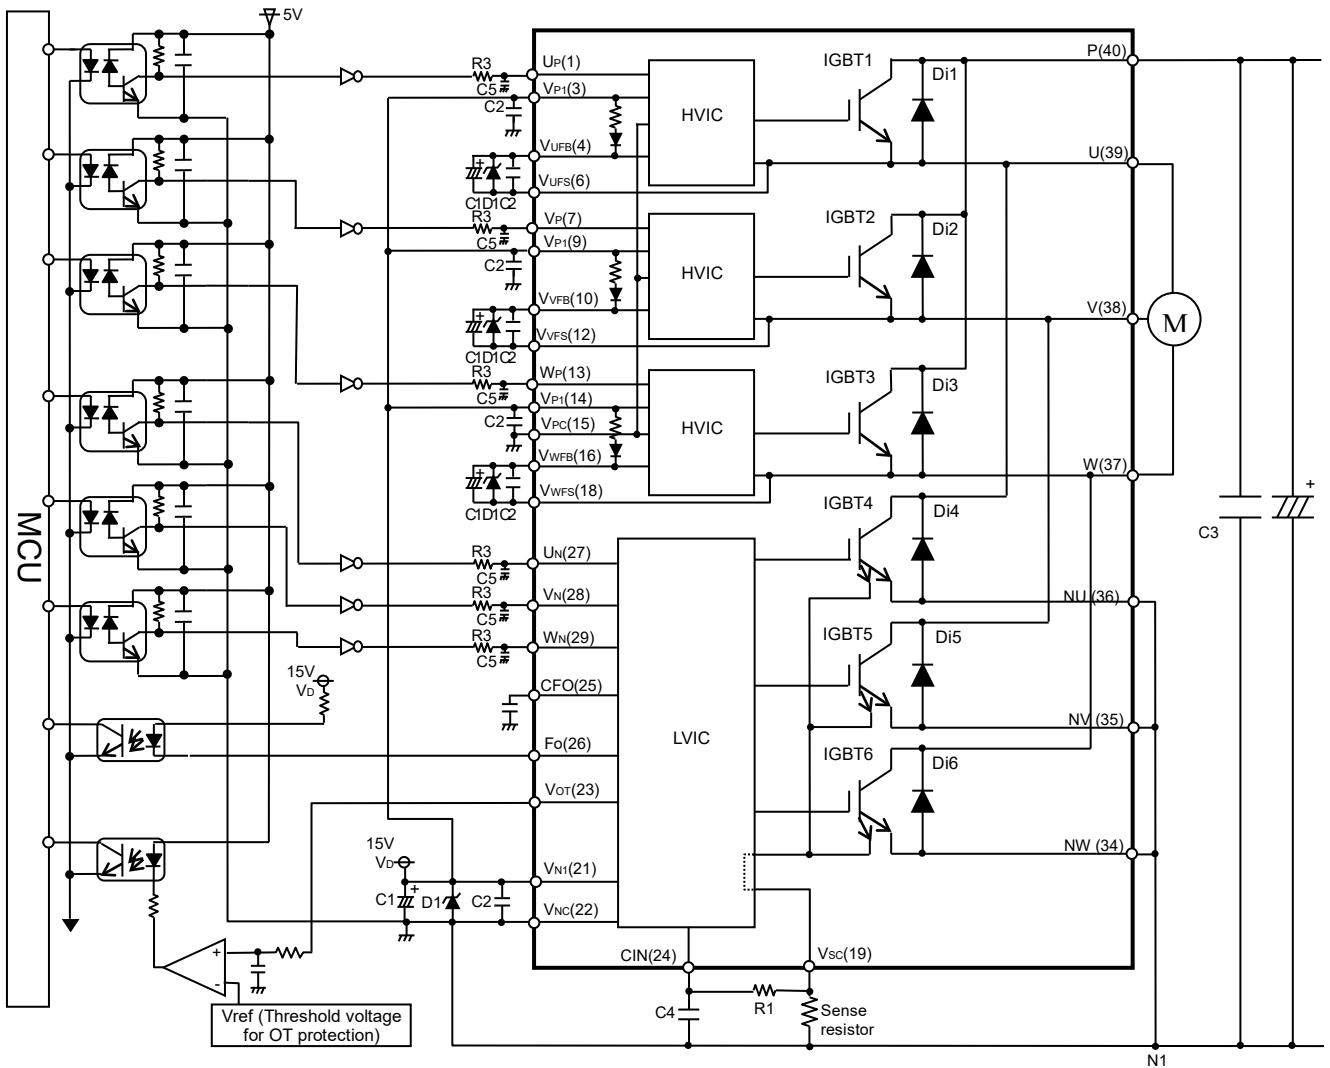 5V
MCU
R3
C5
UP(1)
VP1(3)
C2
VUFB(4)
VUFS(6)
C1D1C2
HVIC
IGBT1
Di1
P(40)
U(39)
R3
C5
VP(7)
VP1(9)
C2
VVFB(10)
VVFS(12)
C1D1C2
HVIC
IGBT2
Di2
V(38)
M
R3
C5
WP(13)
VP1(14)
C2
VPC(15)
VWFB(16)
VWFS(18)
C1D1C2
HVIC
IGBT3
Di3
W(37)
+
+
+
+
C3
IGBT4
Di4
NU(36)
R3
C5
UN(27)
R3
C5
VN(28)
R3
C5
WN(29)
IGBT5
Di5
NV(35)
15V
VD
CFO(25)
LVIC
FO(26)
IGBT6
Di6
VOT(23)
NW (34)
15V
VD
VN1(21)
C1
+
D1
C2
VNC(22)
CIN(24)
VSC(19)
+
-
Vref (Threshold voltage
for OT protection)
C4
R1
Sense
resistor
N1